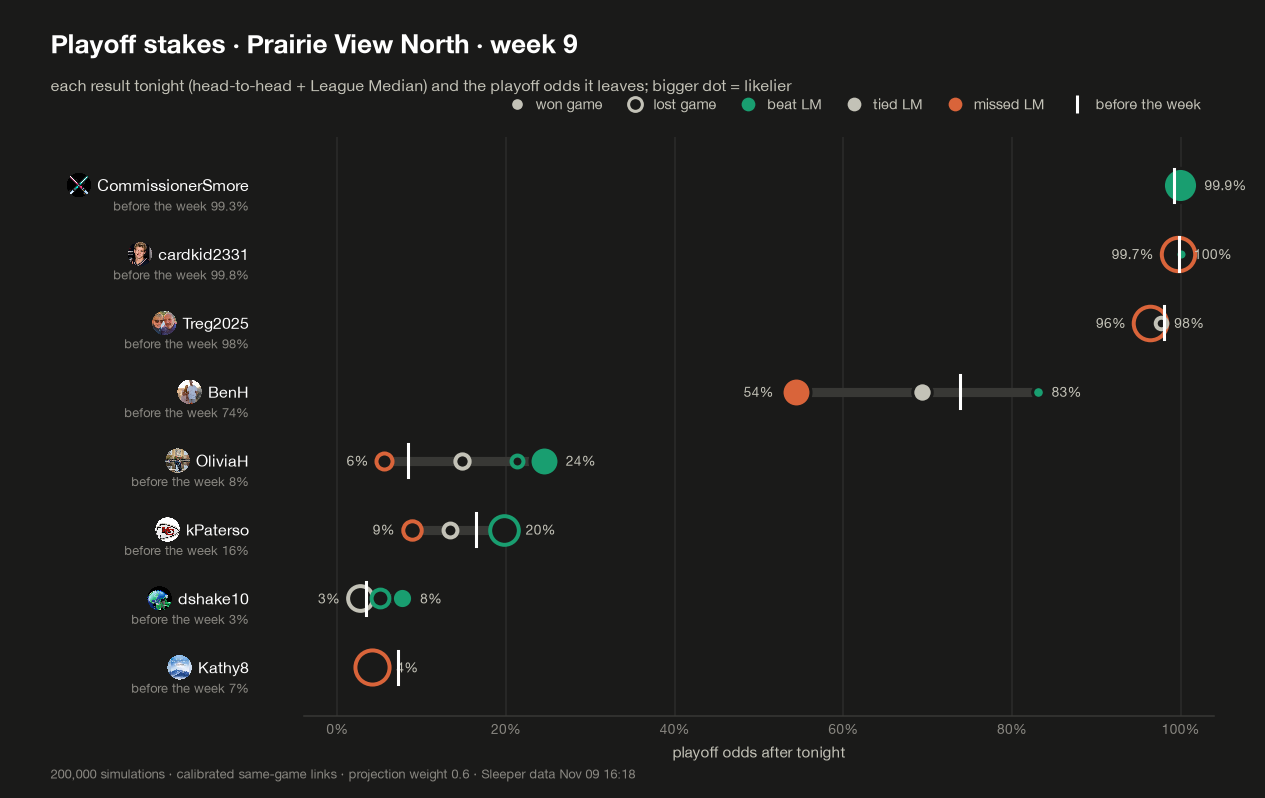 Playoff stakes · Prairie View North · week 9
each result tonight (head-to-head + League Median) and the playoff odds it leaves; bigger dot = likelier
won game lost game beat LM tied LM missed LM before the week
CommissionerSmore 99.9%
before the week 99.3%
cardkid2331 99.7% 100%
before the week 99.8%
Treg2025 96% 98%
before the week 98%
BenH 54% 83%
before the week 74%
OliviaH 6% 24%
before the week 8%
kPaterso 9% 20%
before the week 16%
dshake10 3% 8%
before the week 3%
Kathy8 4%
before the week 7%
0% 20% 40% 60% 80% 100%
playoff odds after tonight
200,000 simulations · calibrated same-game links · projection weight 0.6 · Sleeper data Nov 09 16:18